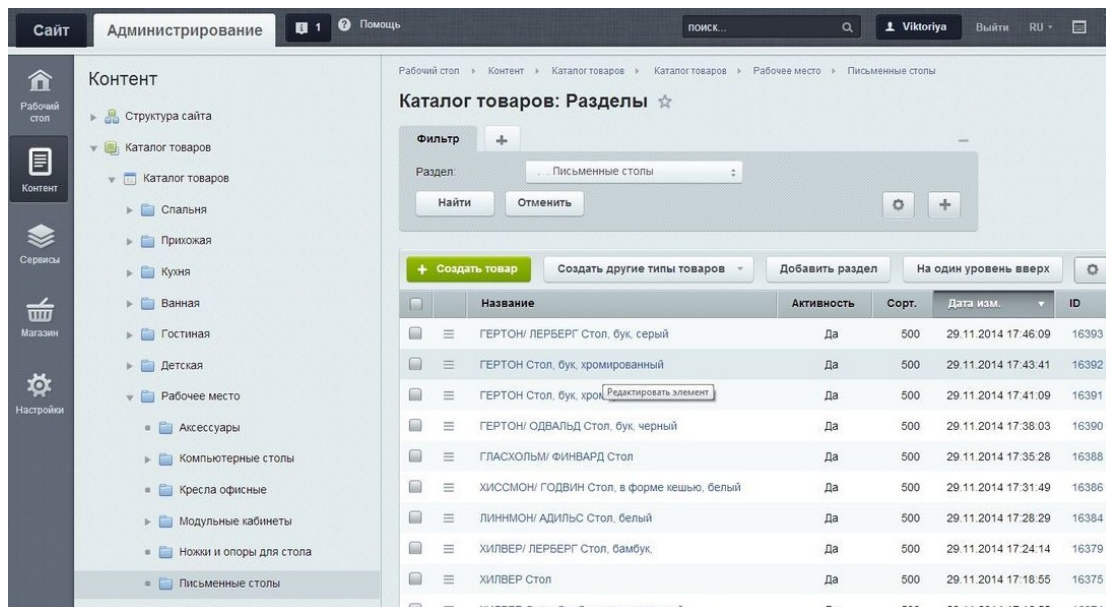 Сайт
Администрирование
1
Помощь
поиск...
Viktoriya
Выйти
RU
Рабочий стол
Контент
Сервисы
Магазин
Настройки
Контент
Структура сайта
Каталог товаров
Каталог товаров
Спальня
Прихожая
Кухня
Ванная
Гостиная
Детская
Рабочее место
Аксессуары
Компьютерные столы
Кресла офисные
Модульные кабинеты
Ножки и опоры для стола
Письменные столы
Рабочий стол Контент Каталог товаров Каталог товаров Рабочее место Письменные столы
Каталог товаров: Разделы
Фильтр
Раздел: . . Письменные столы
Найти Отменить
Создать товар Создать другие типы товаров Добавить раздел На один уровень вверх
Название Активность Сорт. Дата изм. ID
ГЕРТОН/ ЛЕРБЕРГ Стол, бук, серый Да 500 29.11.2014 17:46:09 16393
ГЕРТОН Стол, бук, хромированный Да 500 29.11.2014 17:43:41 16392
Редактировать элемент
ГЕРТОН Стол, бук, хром Да 500 29.11.2014 17:41:09 16391
ГЕРТОН/ ОДВАЛЬД Стол, бук, черный Да 500 29.11.2014 17:38:03 16390
ГЛАСХОЛЬМ/ ФИНВАРД Стол Да 500 29.11.2014 17:35:28 16388
ХИССМОН/ ГОДВИН Стол, в форме кешью, белый Да 500 29.11.2014 17:31:49 16386
ЛИННМОН/ АДИЛЬС Стол, белый Да 500 29.11.2014 17:28:29 16384
ХИЛВЕР/ ЛЕРБЕРГ Стол, бамбук, Да 500 29.11.2014 17:24:14 16379
ХИЛВЕР Стол Да 500 29.11.2014 17:18:55 16375